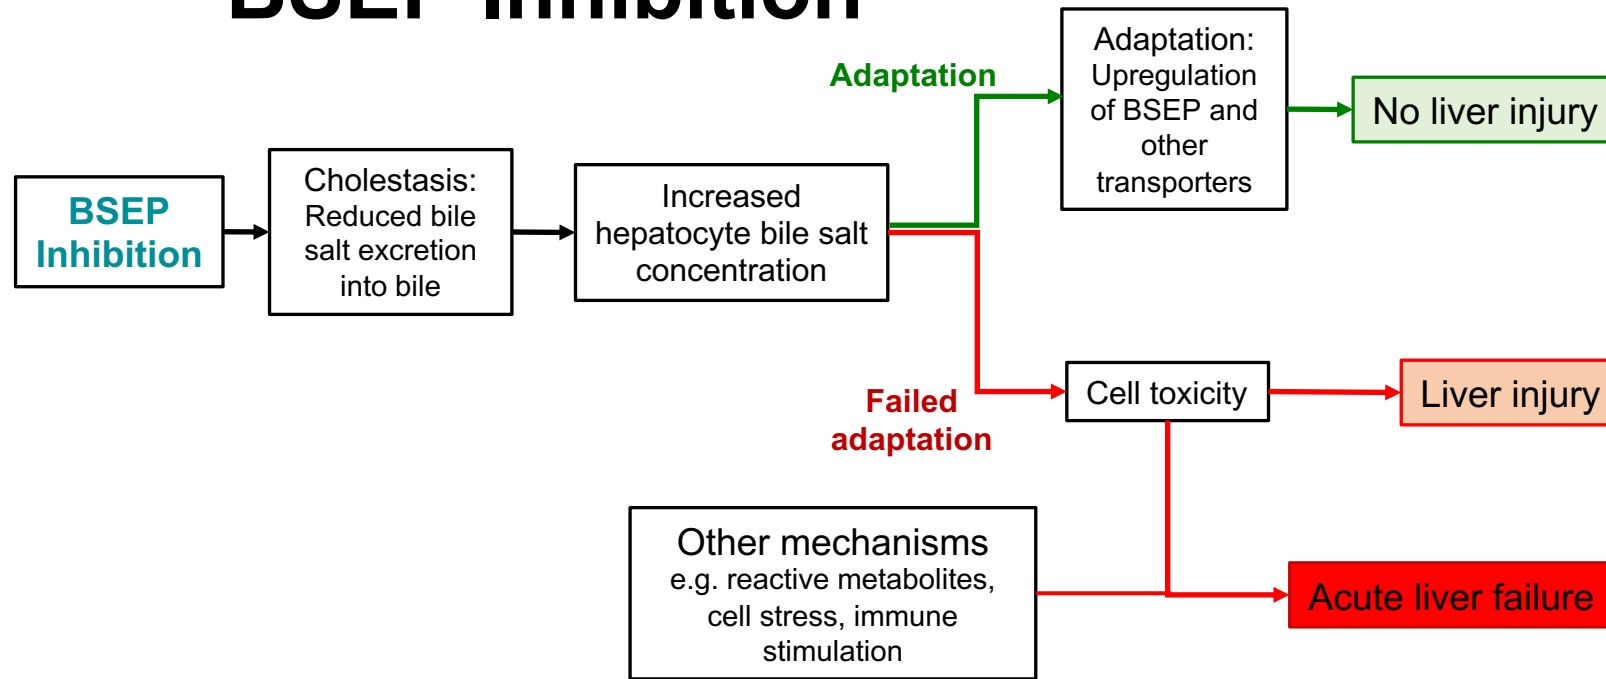 BSEP Inhibition
Adaptation
Adaptation:
Upregulation
of BSEP and
other
transporters
No liver injury
BSEP
Inhibition
Cholestasis:
Reduced bile
salt excretion
into bile
Increased
hepatocyte bile salt
concentration
Failed
adaptation
Cell toxicity
Liver injury
Other mechanisms
e.g. reactive metabolites,
cell stress, immune
stimulation
Acute liver failure